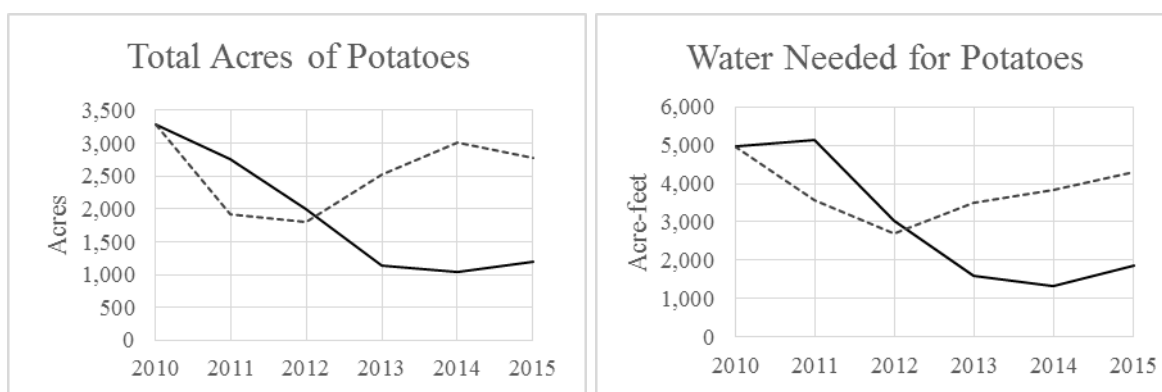 Total Acres of Potatoes
Acres
3,500
3,000
2,500
2,000
1,500
1,000
500
0
2010 2011 2012 2013 2014 2015
Water Needed for Potatoes
Acre-feet
6,000
5,000
4,000
3,000
2,000
1,000
0
2010 2011 2012 2013 2014 2015